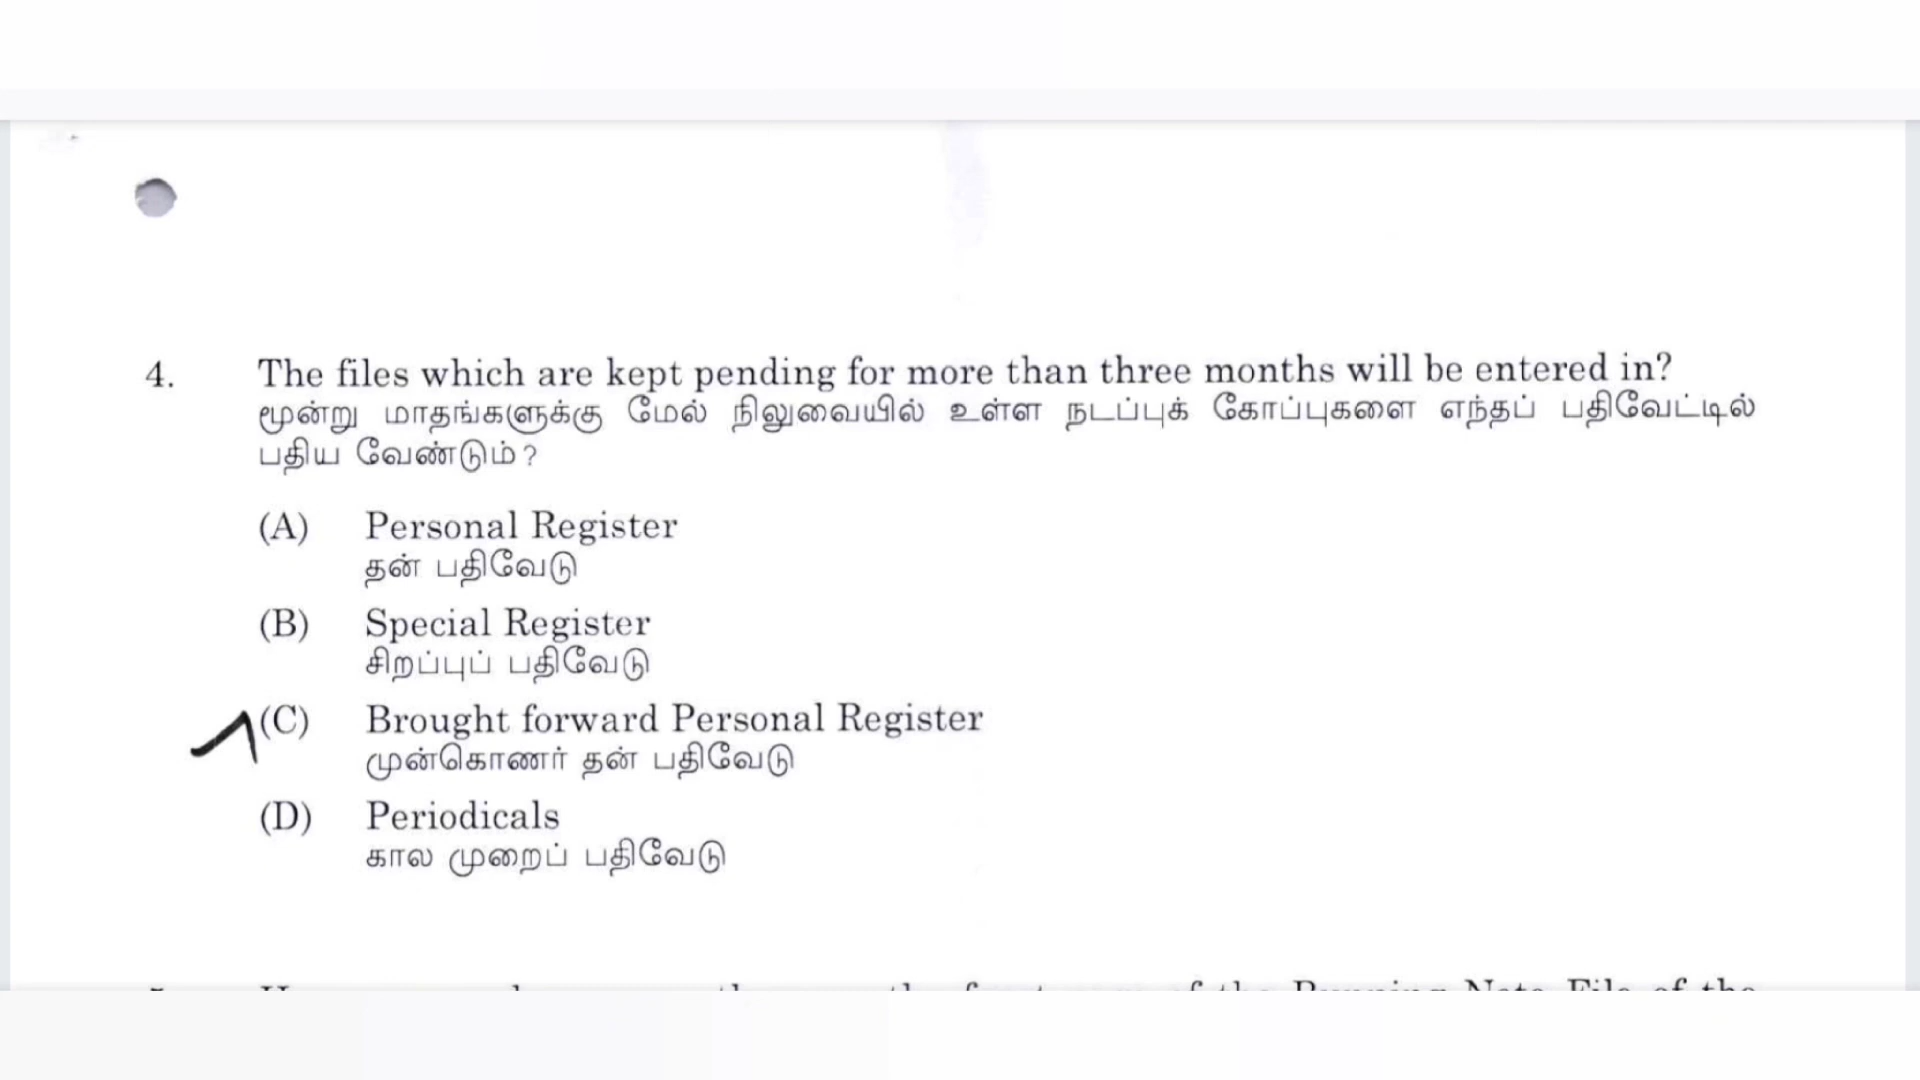 4. The files which are kept pending for more than three months will be entered in?
மூன்று மாதங்களுக்கு மேல் நிலுவையில் உள்ள நடப்புக் கோப்புகளை எந்தப் பதிவேட்டில்
பதிய வேண்டும்?
(A) Personal Register
தன் பதிவேடு
(B) Special Register
சிறப்புப் பதிவேடு
(C) Brought forward Personal Register
முன்கொணர் தன் பதிவேடு
(D) Periodicals
கால முறைப் பதிவேடு